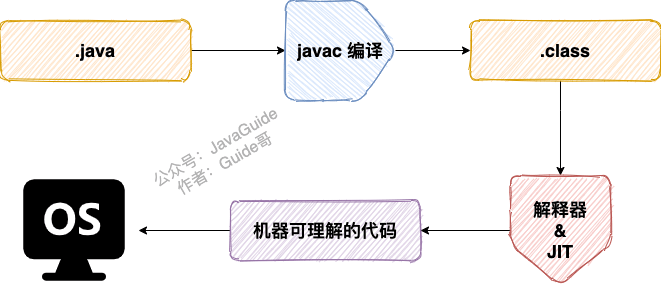 .java
javac 编译
.class
公众号：JavaGuide
作者：Guide哥
OS
机器可理解的代码
解释器
&
JIT